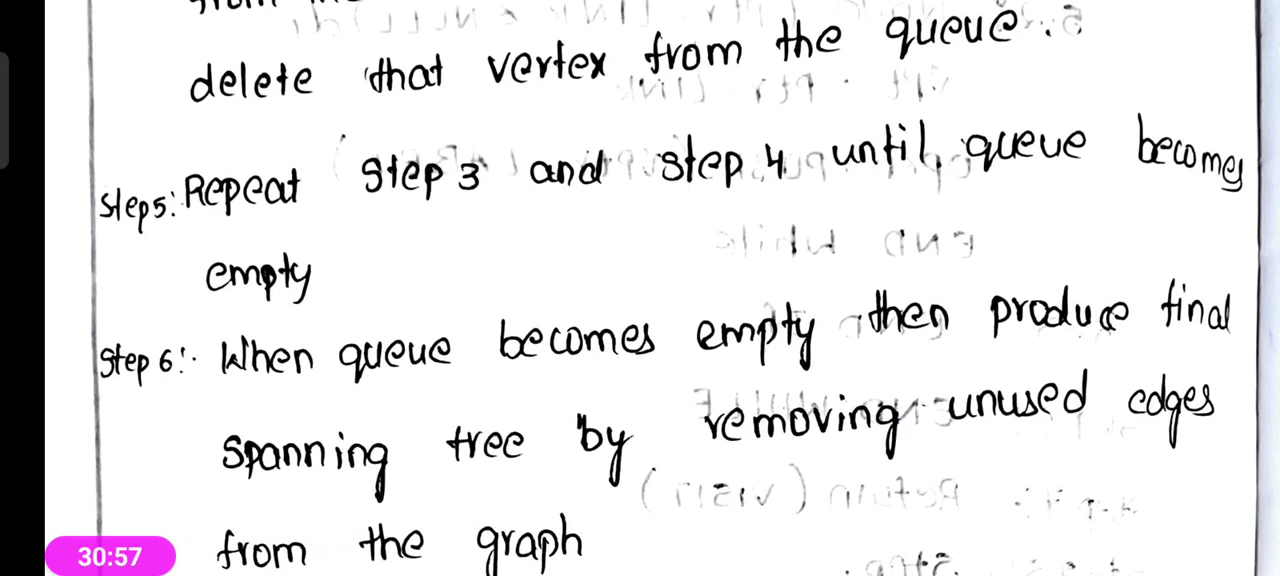 from
delete that vertex from the queue.
Step5: Repeat step 3 and step 4 until queue becomes
empty
Step 6: When queue becomes empty then produce final
spanning tree by removing unused edges
from the graph
30:57